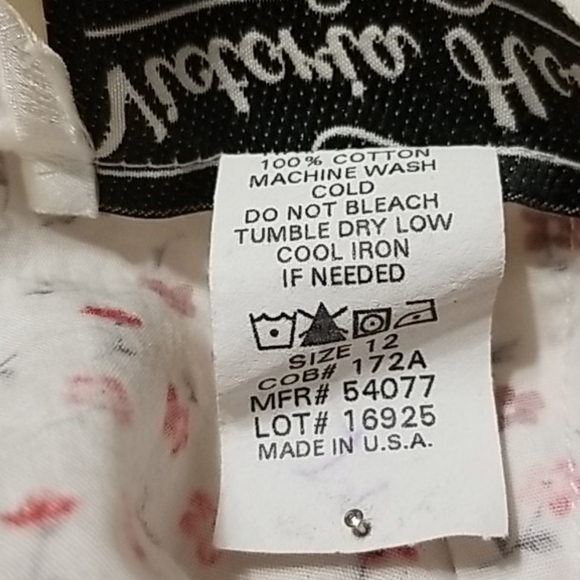 Victoria
100% COTTON
MACHINE WASH
COLD
DO NOT BLEACH
TUMBLE DRY LOW
COOL IRON
IF NEEDED
SIZE 12
COB# 172A
MFR# 54077
LOT# 16925
MADE IN U.S.A.